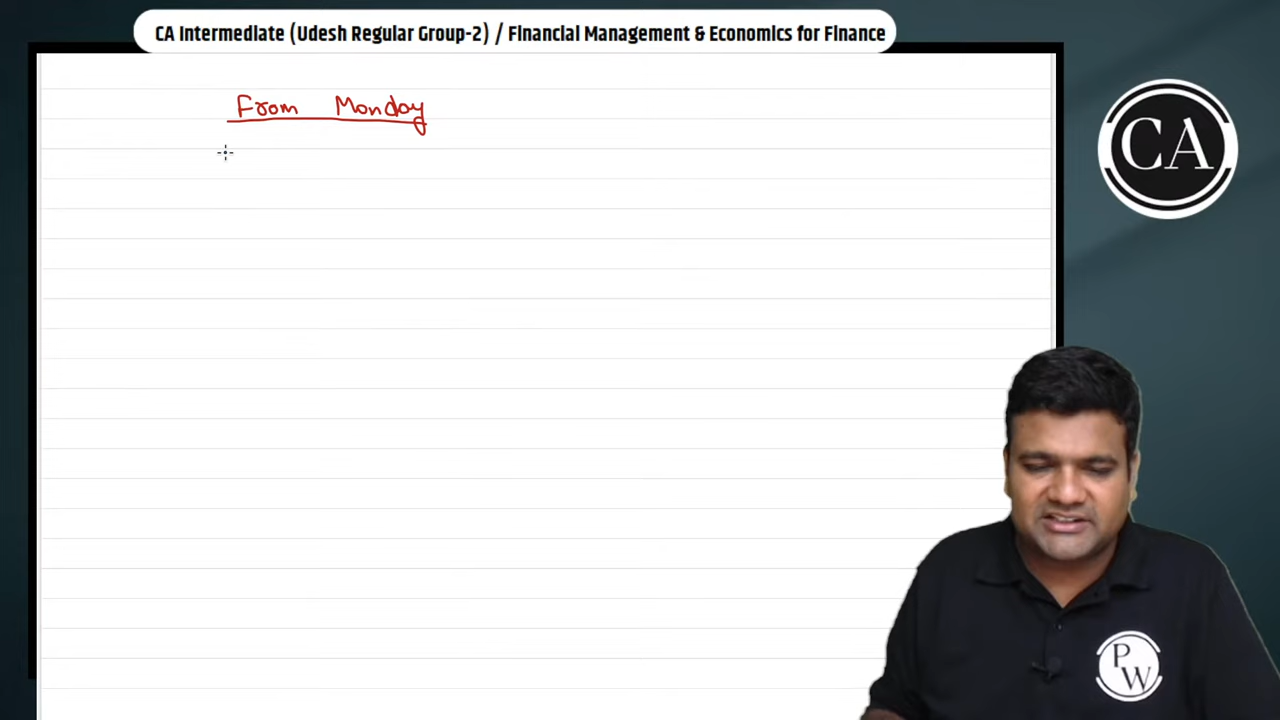 CA Intermediate (Udesh Regular Group-2) / Financial Management & Economics for Finance
From Monday
CA
PW